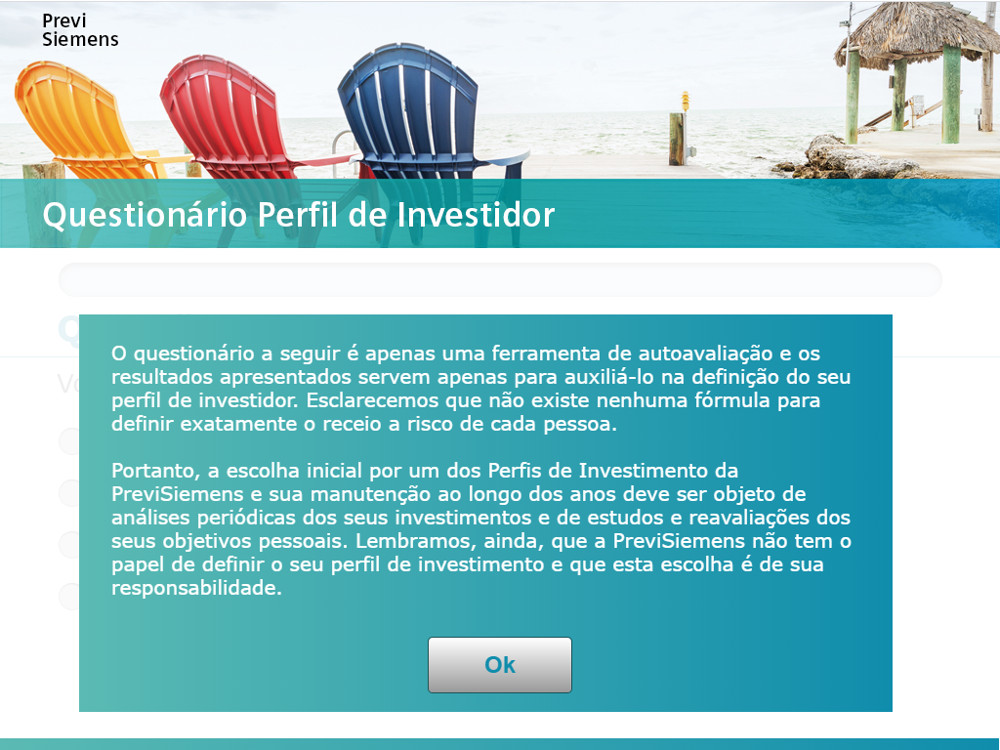 Previ
Siemens
Questionário Perfil de Investidor
O questionário a seguir é apenas uma ferramenta de autoavaliação e os
resultados apresentados servem apenas para auxiliá-lo na definição do seu
perfil de investidor. Esclarecemos que não existe nenhuma fórmula para
definir exatamente o receio a risco de cada pessoa.
Portanto, a escolha inicial por um dos Perfis de Investimento da
PreviSiemens e sua manutenção ao longo dos anos deve ser objeto de
análises periódicas dos seus investimentos e de estudos e reavaliações dos
seus objetivos pessoais. Lembramos, ainda, que a PreviSiemens não tem o
papel de definir o seu perfil de investimento e que esta escolha é de sua
responsabilidade.
Ok